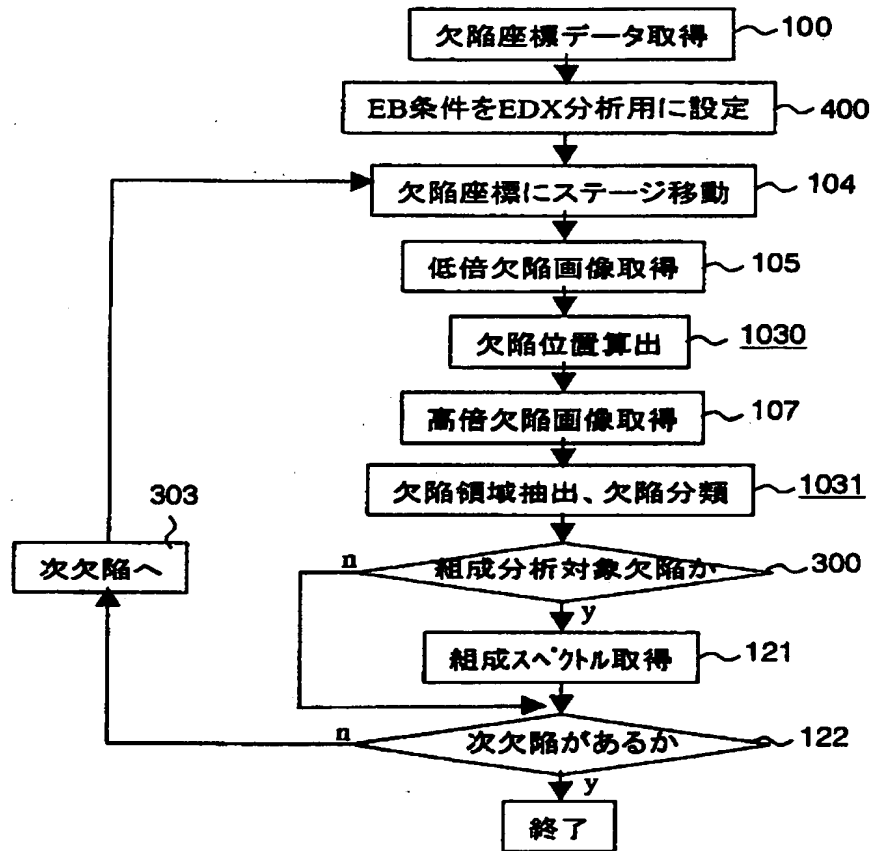 欠陥座標データ取得 100
EB条件をEDX分析用に設定 400
欠陥座標にステージ移動 104
低倍欠陥画像取得 105
欠陥位置算出 1030
高倍欠陥画像取得 107
欠陥領域抽出、欠陥分類 1031
303
次欠陥へ
n 組成分析対象欠陥か 300
y
組成スペクトル取得 121
n 次欠陥があるか 122
y
終了